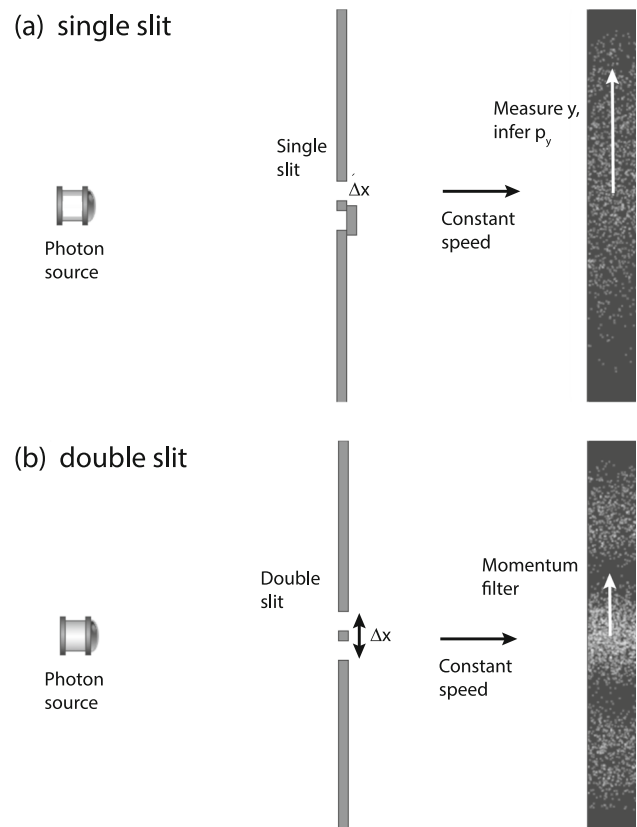 (a) single slit
Measure y,
infer p_y
Single
slit
Δx
Constant
speed
Photon
source
(b) double slit
Momentum
filter
Double
slit
Δx
Constant
speed
Photon
source